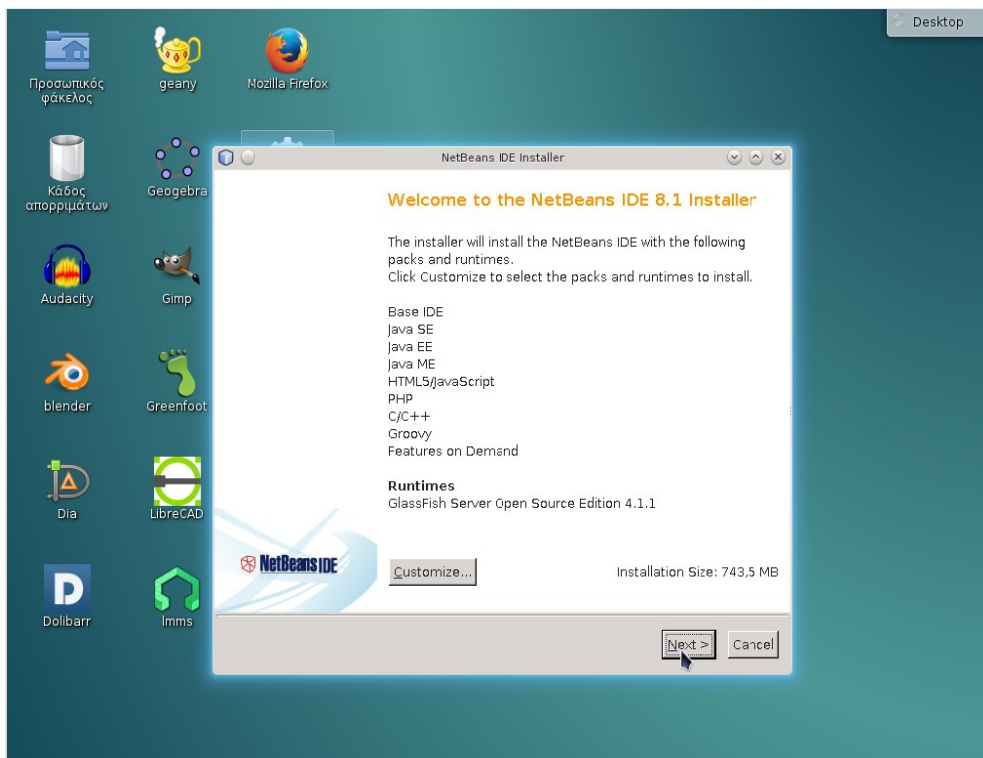 Desktop
Προσωπικός
φάκελος
geany
Mozilla Firefox
Κάδος
απορριμάτων
Geogebra
Audacity
Gimp
blender
Greenfoot
Dia
LibreCAD
Dolibarr
lmms
NetBeans IDE Installer
Welcome to the NetBeans IDE 8.1 Installer
The installer will install the NetBeans IDE with the following
packs and runtimes.
Click Customize to select the packs and runtimes to install.
Base IDE
Java SE
Java EE
Java ME
HTML5/JavaScript
PHP
C/C++
Groovy
Features on Demand
Runtimes
GlassFish Server Open Source Edition 4.1.1
NetBeans IDE
Customize...
Installation Size: 743,5 MB
Next >
Cancel